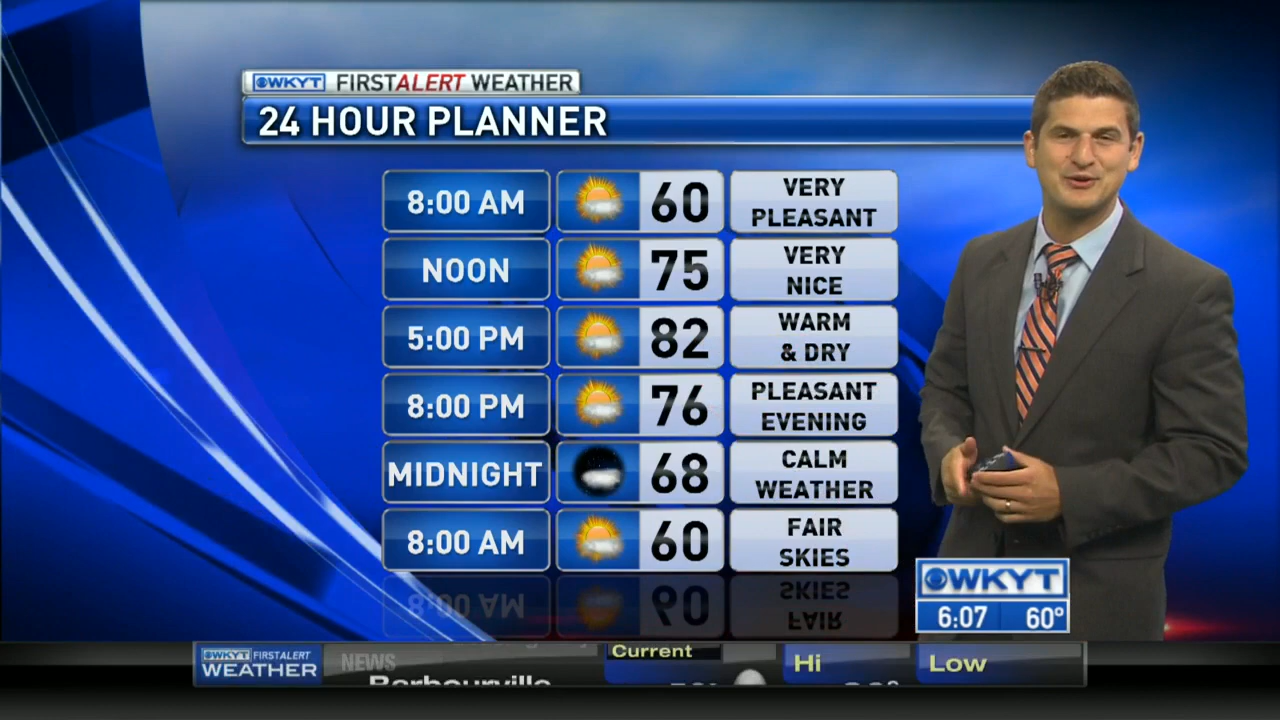 WKYT FIRSTALERT WEATHER
24 HOUR PLANNER
8:00 AM 60 VERY PLEASANT
NOON 75 VERY NICE
5:00 PM 82 WARM & DRY
8:00 PM 76 PLEASANT EVENING
MIDNIGHT 68 CALM WEATHER
8:00 AM 60 FAIR SKIES
WKYT
6:07 60°
WKYT FIRSTALERT
WEATHER
NEWS
Barbourville
Current
Hi
Low